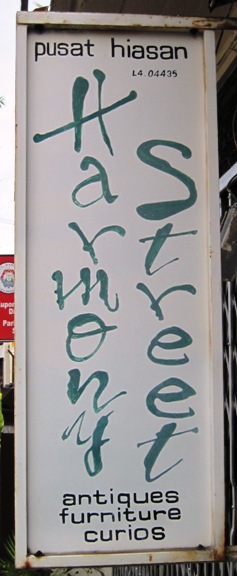 pusat hiasan
L4. 04435
Harmony
Street
antiques
furniture
curios